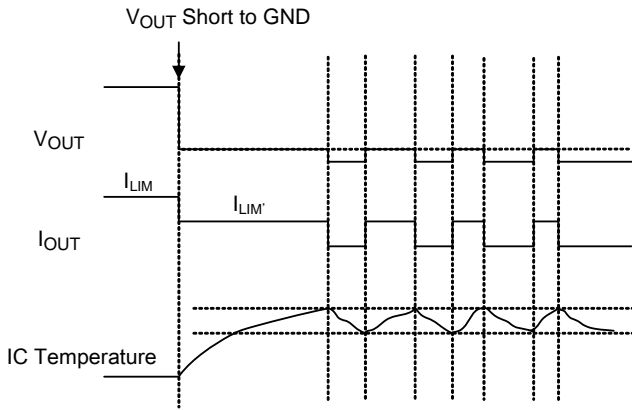 VOUT Short to GND
VOUT
ILIM
ILIM'
IOUT
IC Temperature